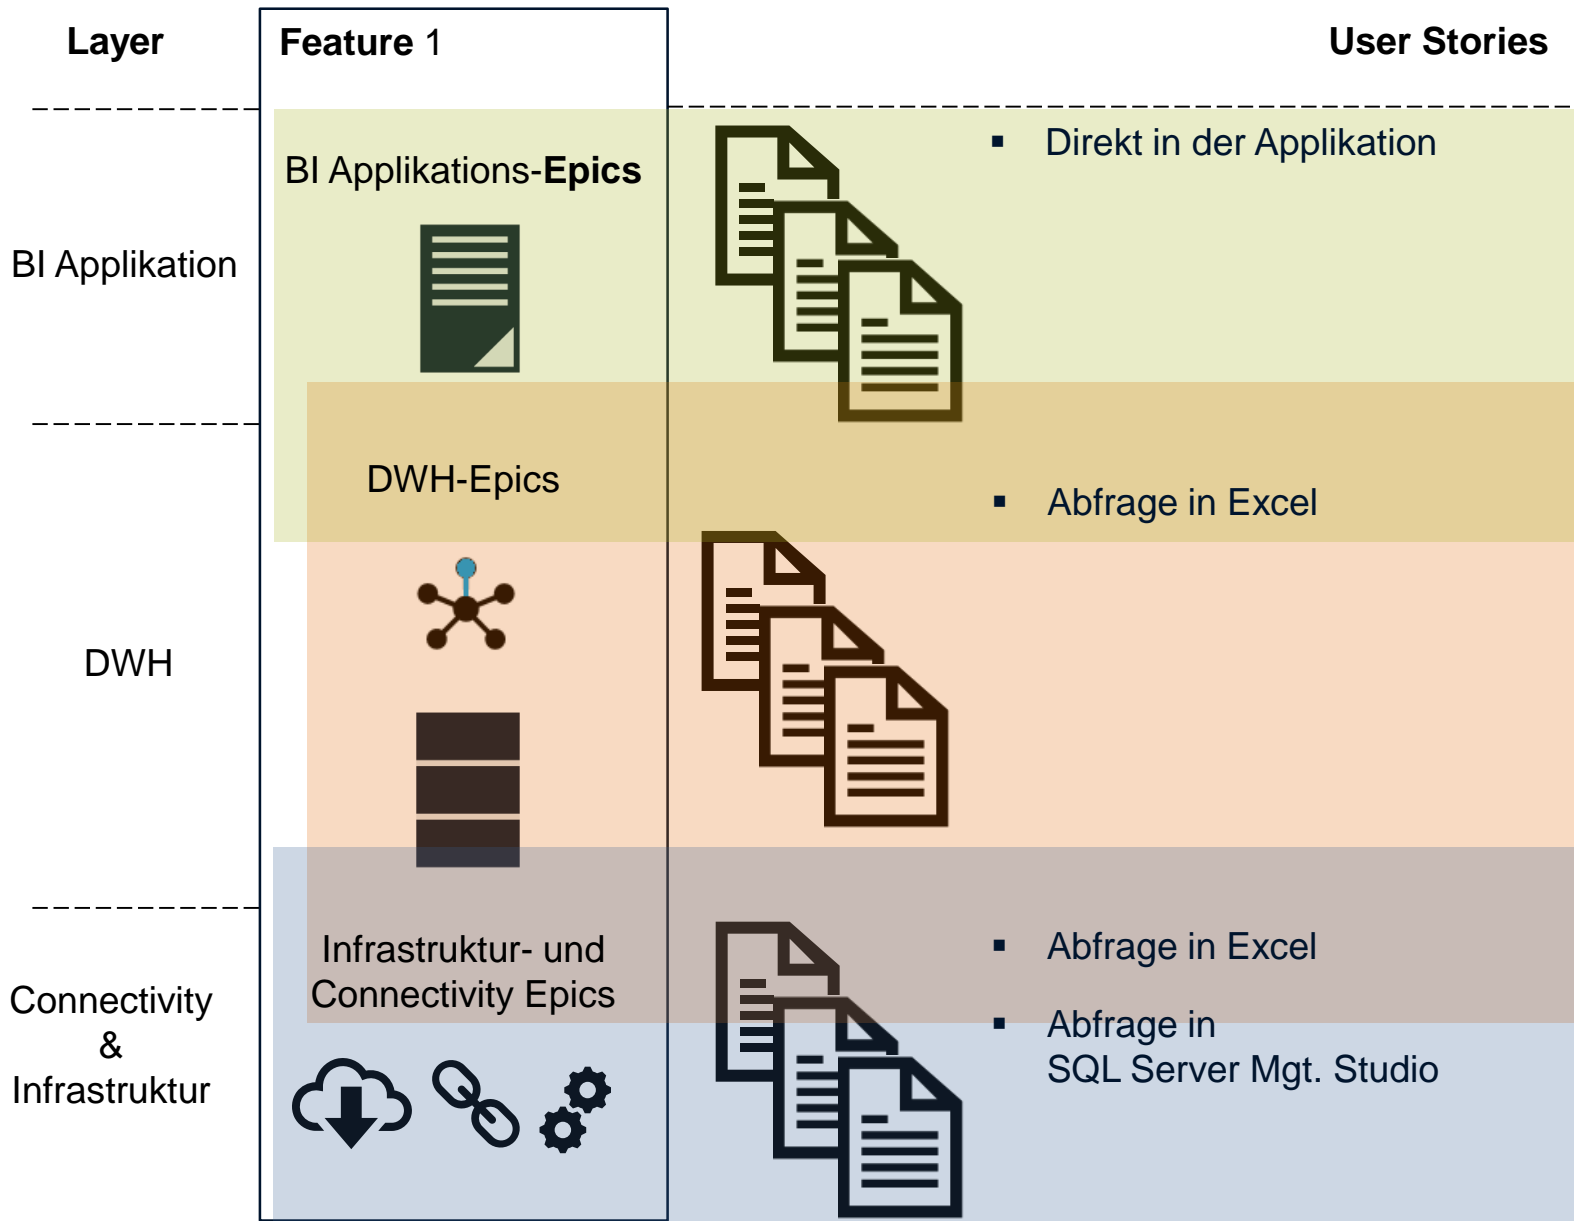 Layer
Feature 1
User Stories
BI Applikation
BI Applikations-Epics
▪ Direkt in der Applikation
DWH
DWH-Epics
▪ Abfrage in Excel
Connectivity
&
Infrastruktur
Infrastruktur- und
Connectivity Epics
▪ Abfrage in Excel
▪ Abfrage in
SQL Server Mgt. Studio